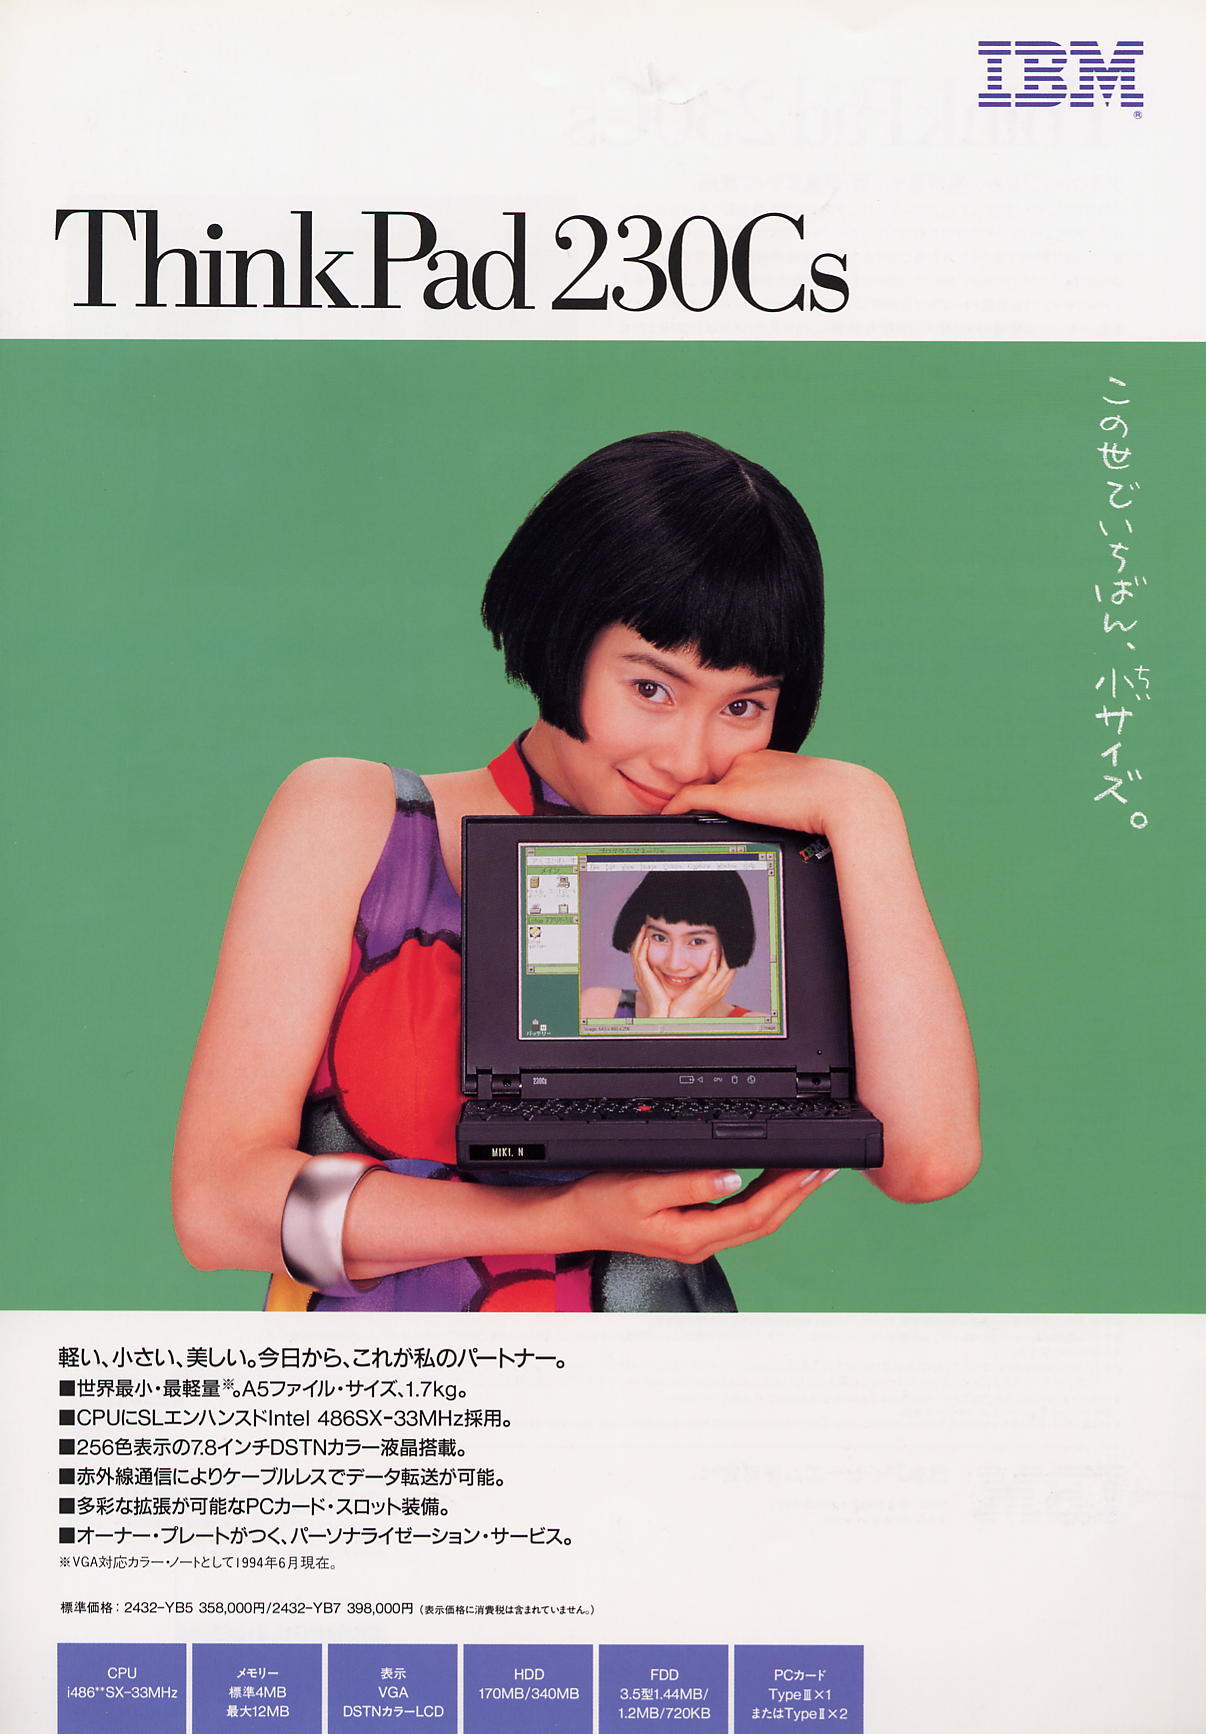 IBM
ThinkPad 230Cs
この世でいちばん、小サイズ。
ちい
IBM
メイン
230Cs
CPU
MIKI. N
軽い、小さい、美しい。今日から、これが私のパートナー。
■世界最小・最軽量※。A5ファイル・サイズ、1.7kg。
■CPUにSLエンハンスドIntel 486SX-33MHz採用。
■256色表示の7.8インチDSTNカラー液晶搭載。
■赤外線通信によりケーブルレスでデータ転送が可能。
■多彩な拡張が可能なPCカード・スロット装備。
■オーナー・プレートがつく、パーソナライゼーション・サービス。
※VGA対応カラー・ノートとして1994年6月現在。
標準価格：2432-YB5 358,000円/2432-YB7 398,000円（表示価格に消費税は含まれていません。）
CPU
i486**SX-33MHz
メモリー
標準4MB
最大12MB
表示
VGA
DSTNカラーLCD
HDD
170MB/340MB
FDD
3.5型1.44MB/
1.2MB/720KB
PCカード
TypeⅢ×1
またはTypeⅡ×2